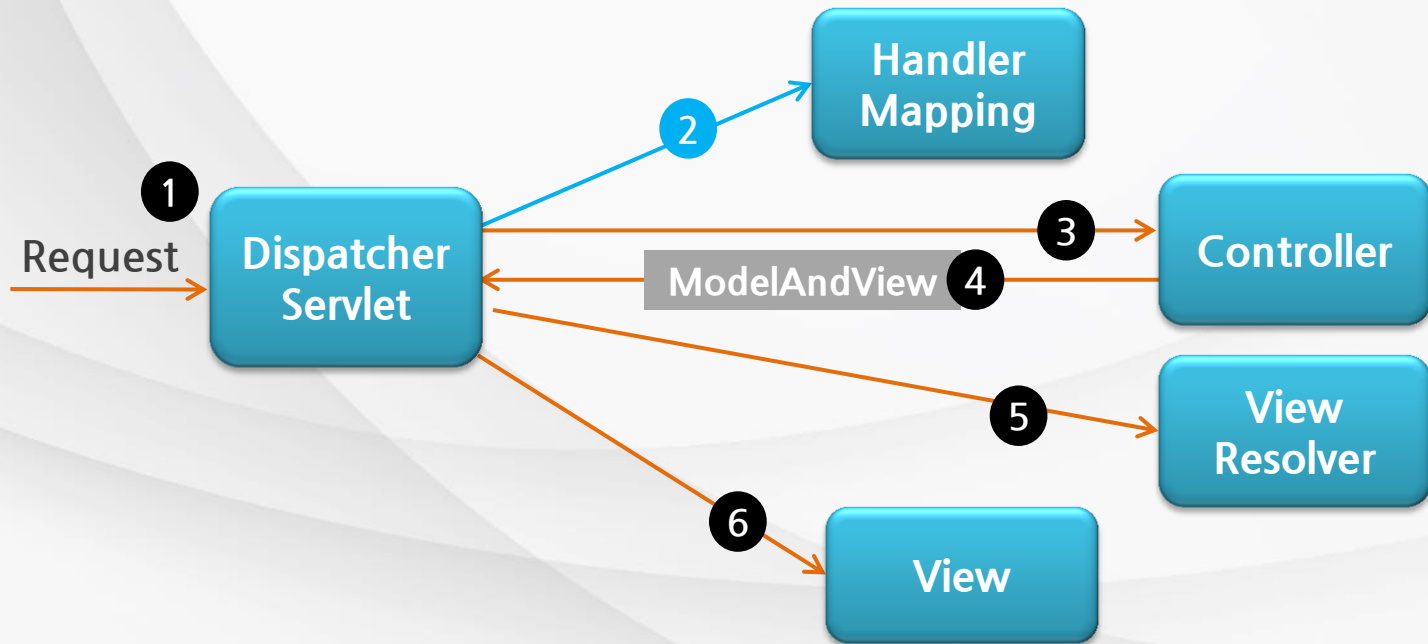 Handler
Mapping
2
1
Request
Dispatcher
Servlet
3
Controller
ModelAndView
4
5
View
Resolver
6
View